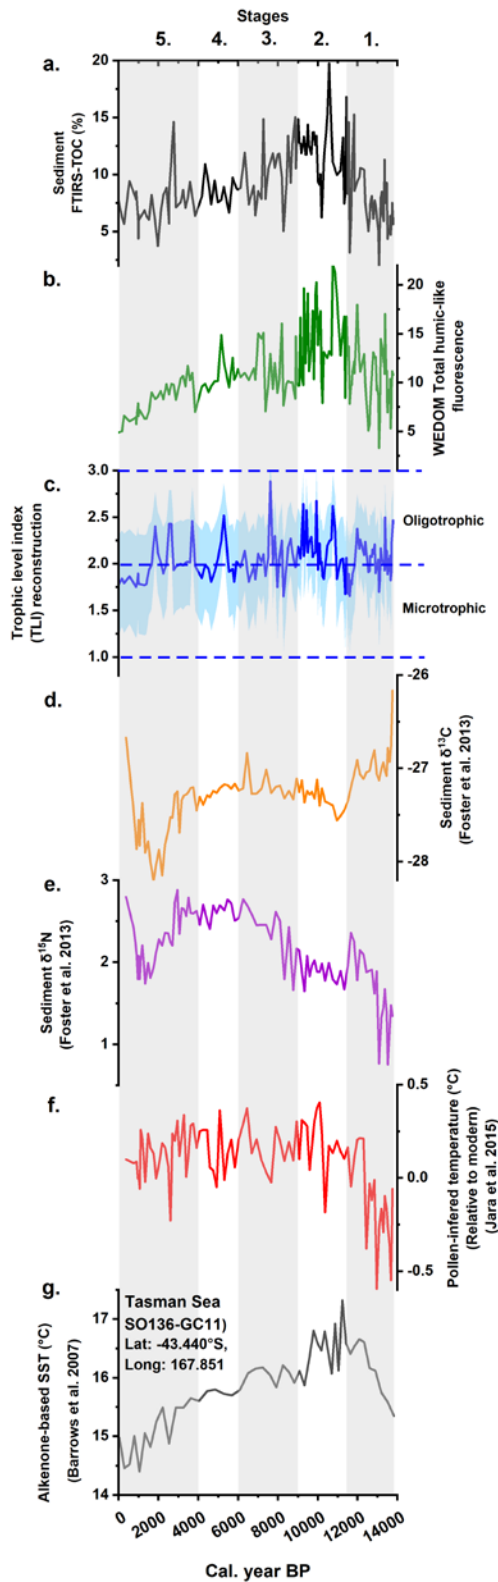 Stages
5. 4. 3. 2. 1.
a.
20
15
10
5
Sediment
FTIRS-TOC (%)
b.
20
15
10
5
WEDOM Total humic-like
fluorescence
c.
3.0
2.5
2.0
1.5
1.0
Trophic level index
(TLI) reconstruction
Oligotrophic
Microtrophic
d.
-26
-27
-28
Sediment δ¹³C
(Foster et al. 2013)
e.
3
2
1
Sediment δ¹⁵N
(Foster et al. 2013)
f.
0.5
0.0
-0.5
Pollen-infered temperature (°C)
(Relative to modern)
(Jara et al. 2015)
g.
17
16
15
14
Alkenone-based SST (°C)
(Barrows et al. 2007)
Tasman Sea
SO136-GC11)
Lat: -43.440°S,
Long: 167.851
0 2000 4000 6000 8000 10000 12000 14000
Cal. year BP